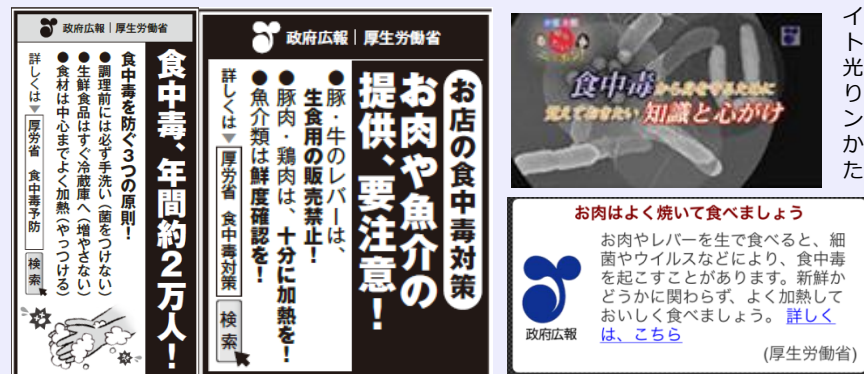 政府広報｜厚生労働省
食中毒、年間約2万人！
食中毒を防ぐ3つの原則！
●調理前には必ず手洗い（菌をつけない）
●生鮮食品はすぐ冷蔵庫へ（増やさない）
●食材は中心までよく加熱（やっつける）
詳しくは▼
厚労省 食中毒予防
検索
政府広報｜厚生労働省
お店の食中毒対策
お肉や魚介の
提供、要注意！
●豚・牛のレバーは、
生食用の販売禁止！
●豚肉・鶏肉は、十分に加熱を！
●魚介類は鮮度確認を！
詳しくは▼
厚労省 食中毒対策
検索
食中毒から身を守るために
覚えておきたい 知識と心がけ
お肉はよく焼いて食べましょう
お肉やレバーを生で食べると、細
菌やウイルスなどにより、食中毒
を起こすことがあります。新鮮か
どうかに関わらず、よく加熱して
おいしく食べましょう。 詳しく
は、こちら
政府広報
(厚生労働省)
イ
ト
光
り
ン
か
た